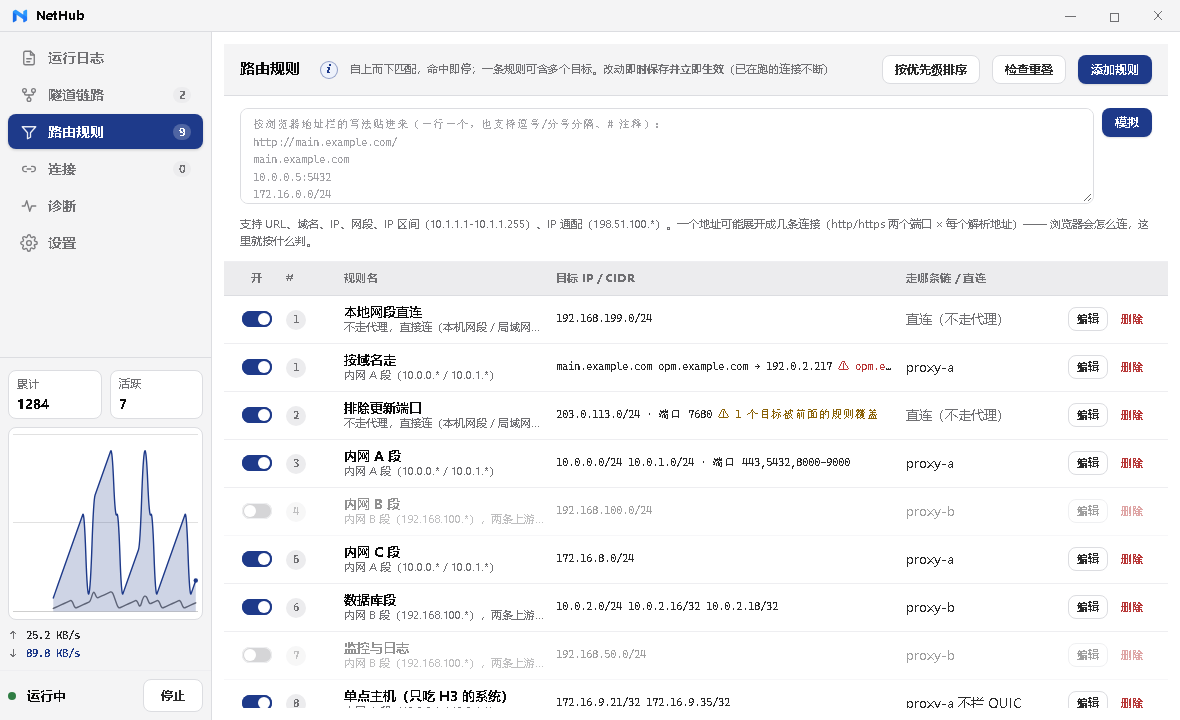 NetHub
运行日志
隧道链路 2
路由规则 9
连接 0
诊断
设置
累计
1284
活跃
7
↑ 25.2 KB/s
↓ 89.8 KB/s
运行中
停止
路由规则
自上而下匹配，命中即停；一条规则可含多个目标。改动即时保存并立即生效（已在跑的连接不断）
按优先级排序
检查重叠
添加规则
按浏览器地址栏的写法贴进来（一行一个，也支持逗号/分号分隔、# 注释）：
http://main.example.com/
main.example.com
10.0.0.5:5432
172.16.0.0/24
模拟
支持 URL、域名、IP、网段、IP 区间（10.1.1.1-10.1.1.255）、IP 通配（198.51.100.*）。一个地址可能展开成几条连接（http/https 两个端口 × 每个解析地址）—— 浏览器会怎么连，这
里就按什么判。
开 # 规则名 目标 IP / CIDR 走哪条链 / 直连
1 本地网段直连 192.168.199.0/24 直连（不走代理） 编辑 删除
不走代理，直接连（本机网段 / 局域网…
1 按域名走 main.example.com opm.example.com → 192.0.2.217 ⚠ opm.e… proxy-a 编辑 删除
内网 A 段（10.0.0.* / 10.0.1.*）
2 排除更新端口 203.0.113.0/24 · 端口 7680 ⚠ 1 个目标被前面的规则覆盖 直连（不走代理） 编辑 删除
不走代理，直接连（本机网段 / 局域网…
3 内网 A 段 10.0.0.0/24 10.0.1.0/24 · 端口 443,5432,8000-9000 proxy-a 编辑 删除
内网 A 段（10.0.0.* / 10.0.1.*）
4 内网 B 段 192.168.100.0/24 proxy-b 编辑 删除
内网 B 段（192.168.100.*），两条上游…
5 内网 C 段 172.16.8.0/24 proxy-a 编辑 删除
内网 A 段（10.0.0.* / 10.0.1.*）
6 数据库段 10.0.2.0/24 10.0.2.16/32 10.0.2.18/32 proxy-b 编辑 删除
内网 B 段（192.168.100.*），两条上游…
7 监控与日志 192.168.50.0/24 proxy-b 编辑 删除
内网 B 段（192.168.100.*），两条上游…
8 单点主机（只吃 H3 的系统） 172.16.9.21/32 172.16.9.35/32 proxy-a 不拦 QUIC 编辑 删除